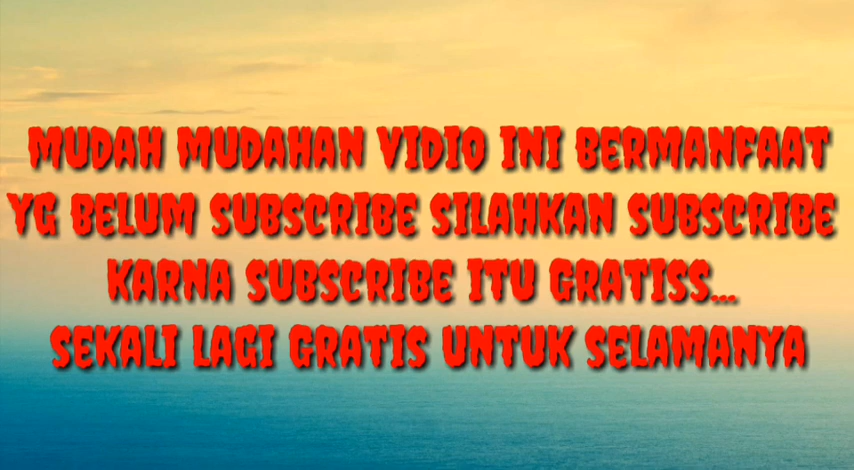 MUDAH MUDAHAN VIDIO INI BERMANFAAT
YG BELUM SUBSCRIBE SILAHKAN SUBSCRIBE
KARNA SUBSCRIBE ITU GRATISS...
SEKALI LAGI GRATIS UNTUK SELAMANYA